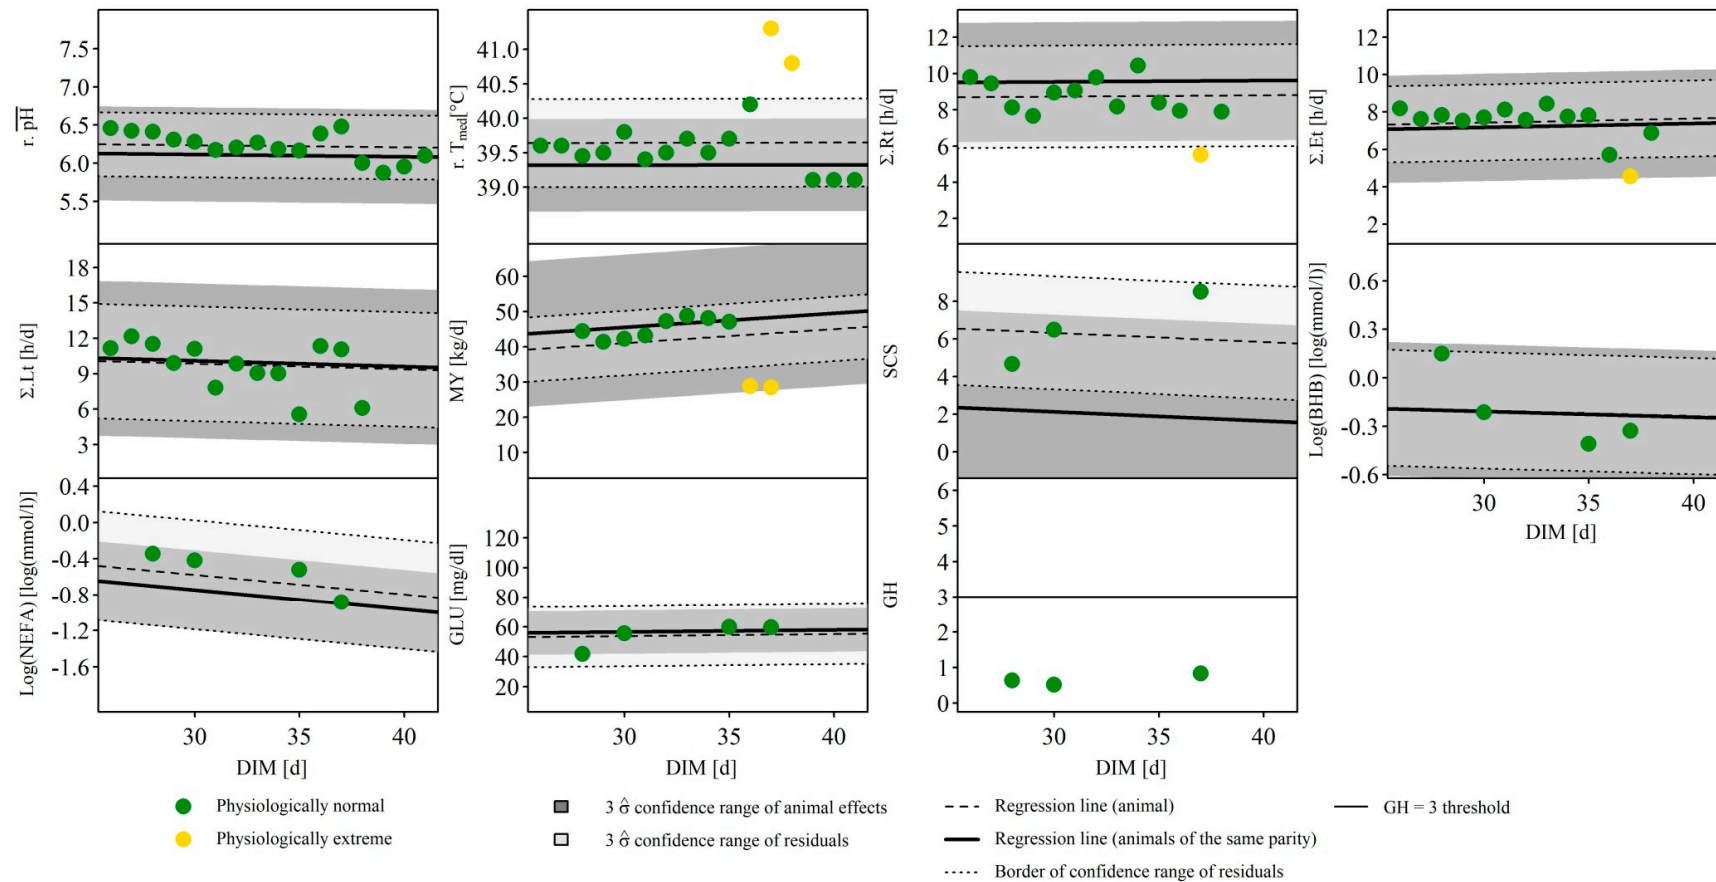 r. pH
7.5
7.0
6.5
6.0
5.5
r. Tmed[°C]
41.0
40.5
40.0
39.5
39.0
Σ.Rt [h/d]
12
10
8
6
4
2
Σ.Et [h/d]
12
10
8
6
4
2
Σ.Lt [h/d]
18
15
12
9
6
3
MY [kg/d]
60
50
40
30
20
10
SCS
8
6
4
2
0
Log(BHB) [log(mmol/l)]
0.6
0.3
0.0
-0.3
-0.6
30 35 40
DIM [d]
Log(NEFA) [log(mmol/l)]
0.4
0.0
-0.4
-0.8
-1.2
-1.6
30 35 40
DIM [d]
GLU [mg/dl]
120
100
80
60
40
20
30 35 40
DIM [d]
GH
6
5
4
3
2
1
0
30 35 40
DIM [d]
Physiologically normal
Physiologically extreme
3 σ̂ confidence range of animal effects
3 σ̂ confidence range of residuals
Regression line (animal)
Regression line (animals of the same parity)
Border of confidence range of residuals
GH = 3 threshold